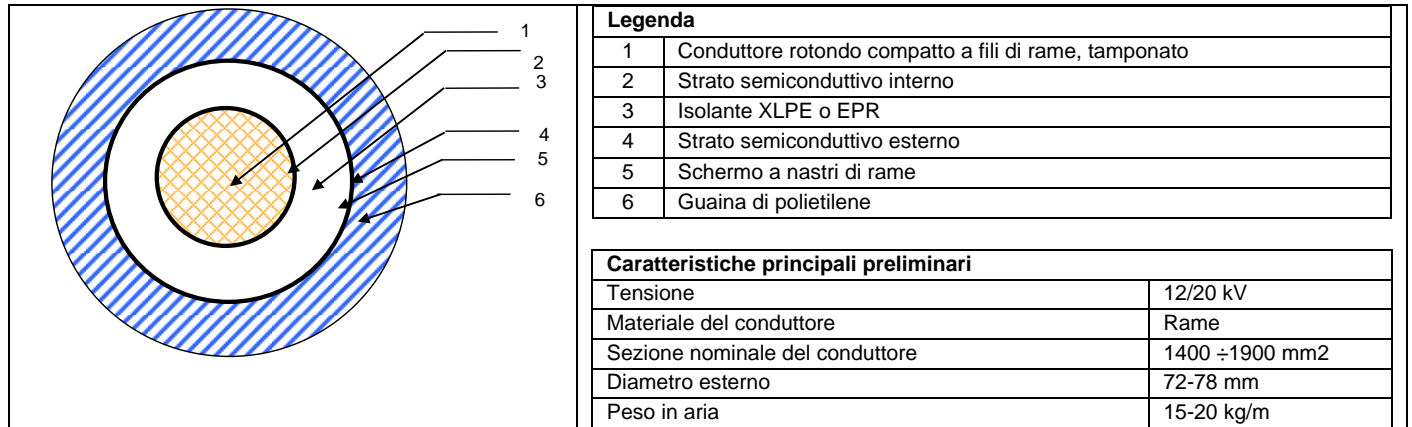 1
2
3
4
5
6
Legenda
1 Conduttore rotondo compatto a fili di rame, tamponato
2 Strato semiconduttivo interno
3 Isolante XLPE o EPR
4 Strato semiconduttivo esterno
5 Schermo a nastri di rame
6 Guaina di polietilene
Caratteristiche principali preliminari
Tensione 12/20 kV
Materiale del conduttore Rame
Sezione nominale del conduttore 1400 ÷1900 mm2
Diametro esterno 72-78 mm
Peso in aria 15-20 kg/m